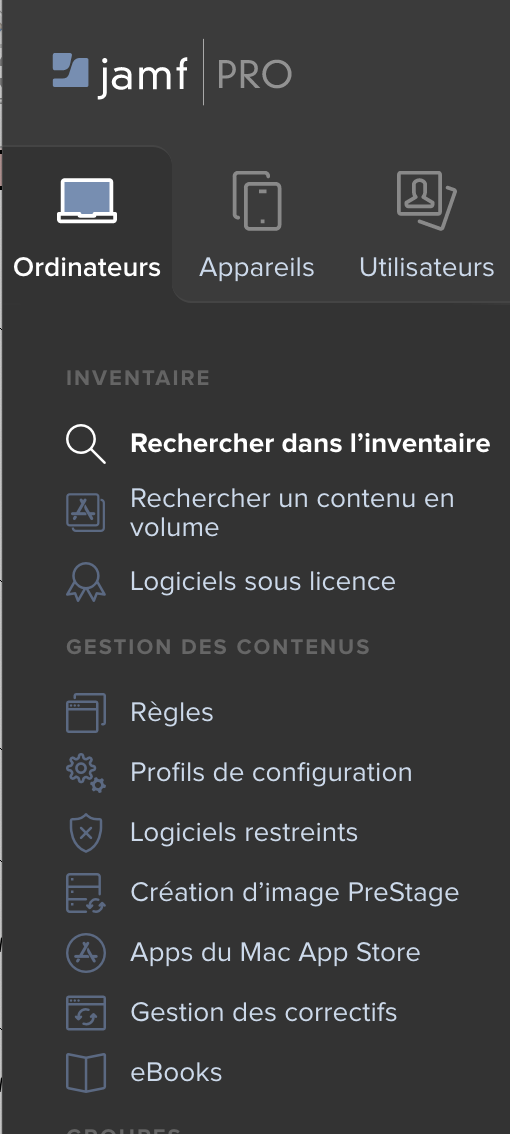 jamf PRO
Ordinateurs
Appareils
Utilisateurs
INVENTAIRE
Rechercher dans l’inventaire
Rechercher un contenu en
volume
Logiciels sous licence
GESTION DES CONTENUS
Règles
Profils de configuration
Logiciels restreints
Création d’image PreStage
Apps du Mac App Store
Gestion des correctifs
eBooks
GROUPES